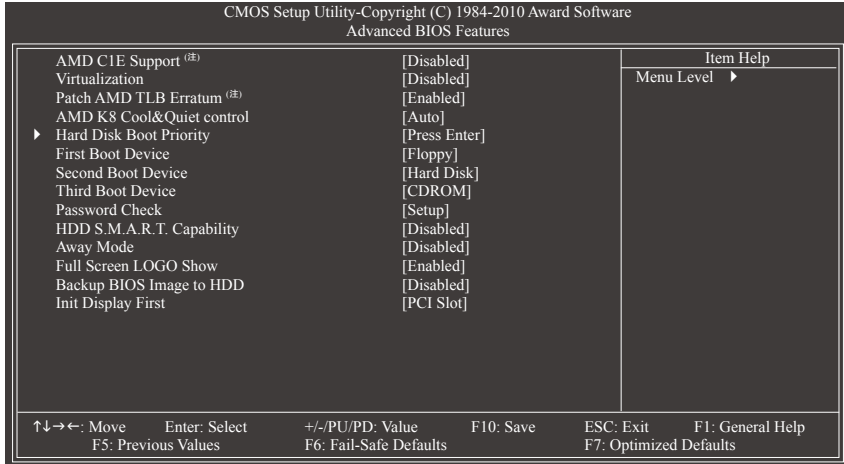 CMOS Setup Utility-Copyright (C) 1984-2010 Award Software
Advanced BIOS Features
AMD C1E Support (注) [Disabled]
Virtualization [Disabled]
Patch AMD TLB Erratum (注) [Enabled]
AMD K8 Cool&Quiet control [Auto]
Hard Disk Boot Priority [Press Enter]
First Boot Device [Floppy]
Second Boot Device [Hard Disk]
Third Boot Device [CDROM]
Password Check [Setup]
HDD S.M.A.R.T. Capability [Disabled]
Away Mode [Disabled]
Full Screen LOGO Show [Enabled]
Backup BIOS Image to HDD [Disabled]
Init Display First [PCI Slot]
Item Help
Menu Level
↑↓→←: Move Enter: Select +/-/PU/PD: Value F10: Save ESC: Exit F1: General Help
F5: Previous Values F6: Fail-Safe Defaults F7: Optimized Defaults